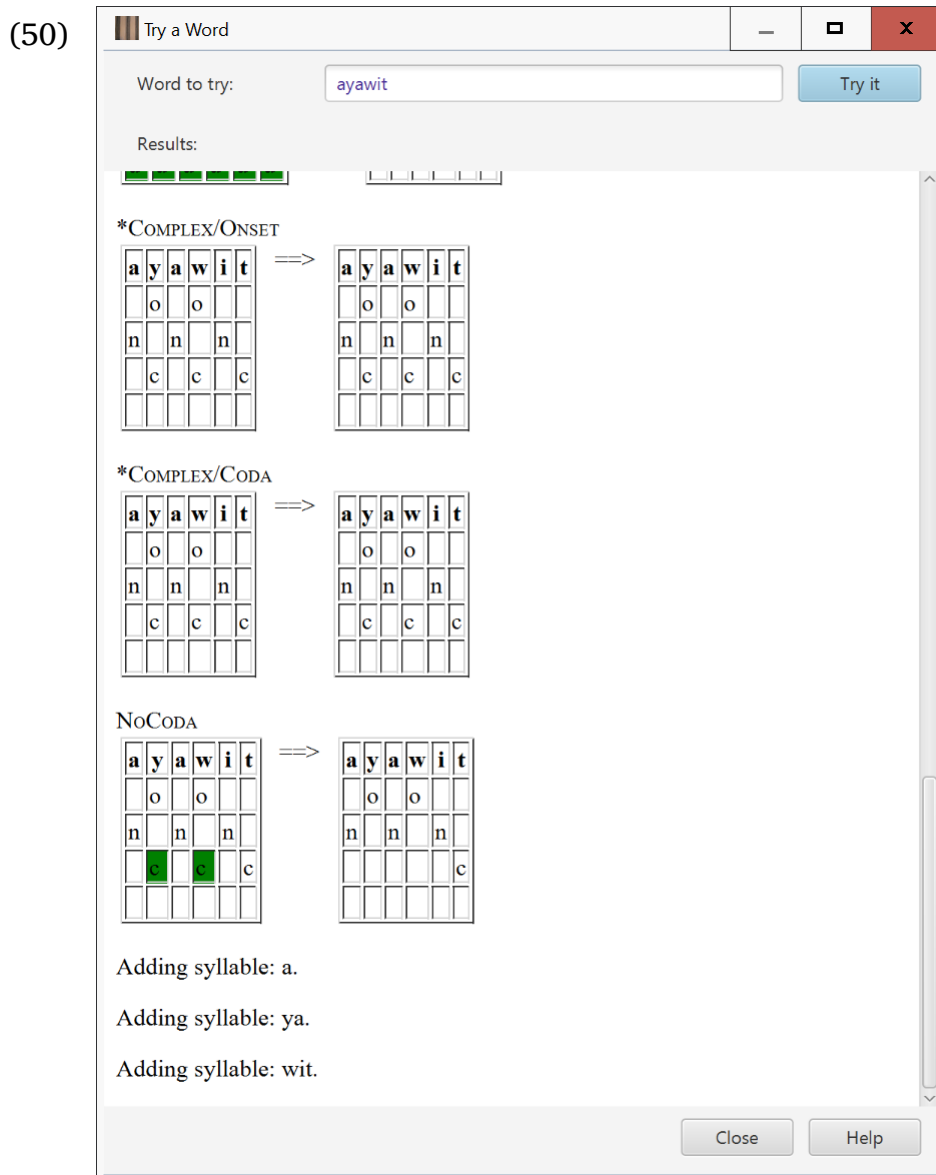 (50)
Try a Word
Word to try: ayawit Try it
Results:
*COMPLEX/ONSET
a y a w i t ==> a y a w i t
o o o o
n n n n n n
c c c c c c
*COMPLEX/CODA
a y a w i t ==> a y a w i t
o o o o
n n n n n n
c c c c c c
NOCODA
a y a w i t ==> a y a w i t
o o o o
n n n n n n
c c c c
Adding syllable: a.
Adding syllable: ya.
Adding syllable: wit.
Close Help